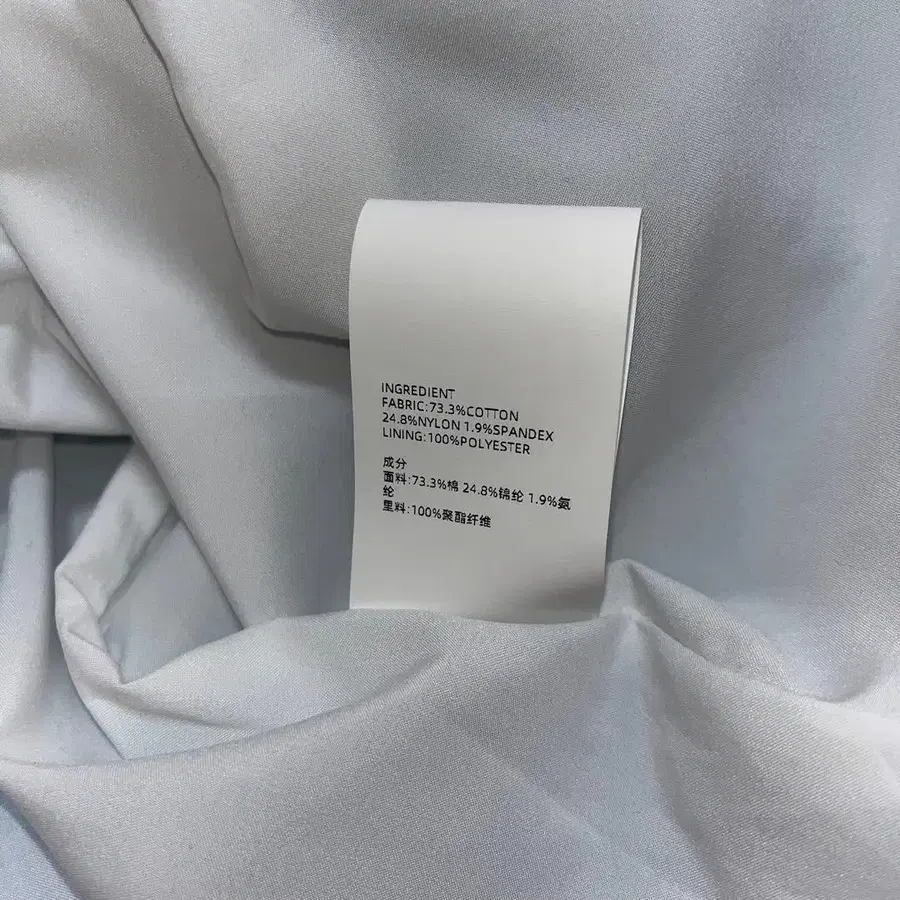 INGREDIENT
FABRIC:73.3%COTTON
24.8%NYLON 1.9%SPANDEX
LINING:100%POLYESTER
成分
面料:73.3%棉 24.8%锦纶 1.9%氨
纶
里料:100%聚酯纤维